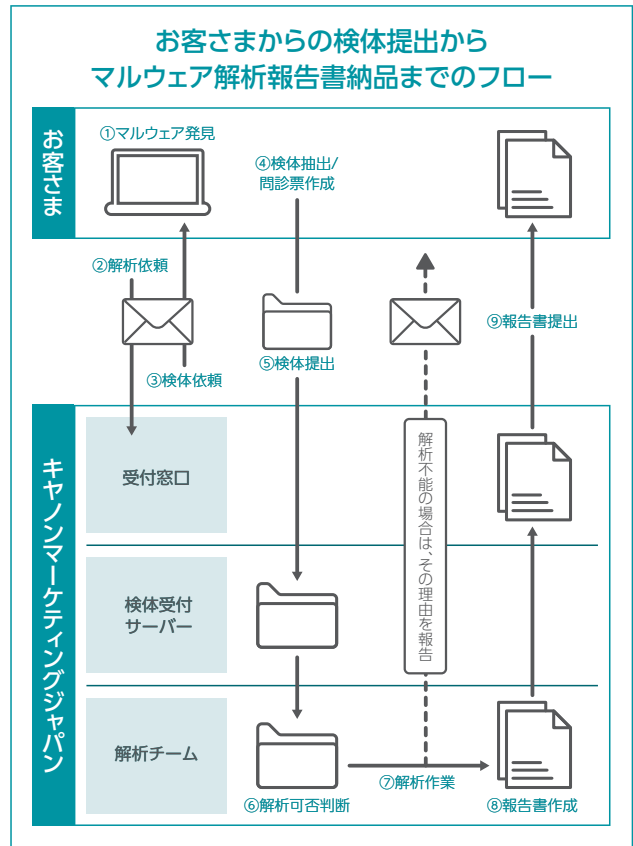 お客さまからの検体提出から
マルウェア解析報告書納品までのフロー
お客さま
①マルウェア発見
④検体抽出/
問診票作成
②解析依頼
③検体依頼
⑤検体提出
⑨報告書提出
キヤノンマーケティングジャパン
受付窓口
解析不能の場合は、その理由を報告
検体受付
サーバー
解析チーム
⑦解析作業
⑥解析可否判断
⑧報告書作成